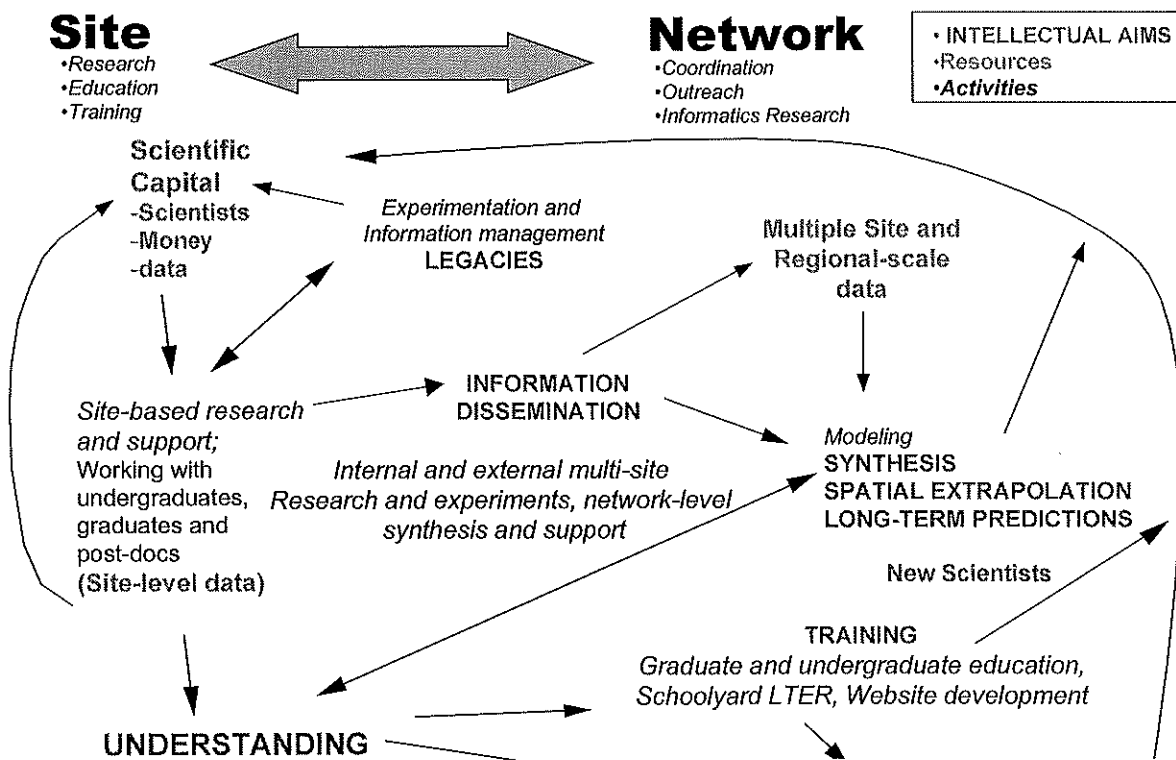 Site
•Research
•Education
•Training
Network
•Coordination
•Outreach
•Informatics Research
• INTELLECTUAL AIMS
•Resources
•Activities
Scientific
Capital
-Scientists
-Money
-data
Experimentation and
Information management
LEGACIES
Multiple Site and
Regional-scale
data
Site-based research
and support;
Working with
undergraduates,
graduates and
post-docs
(Site-level data)
INFORMATION
DISSEMINATION
Internal and external multi-site
Research and experiments, network-level
synthesis and support
Modeling
SYNTHESIS
SPATIAL EXTRAPOLATION
LONG-TERM PREDICTIONS
New Scientists
TRAINING
Graduate and undergraduate education,
Schoolyard LTER, Website development
UNDERSTANDING